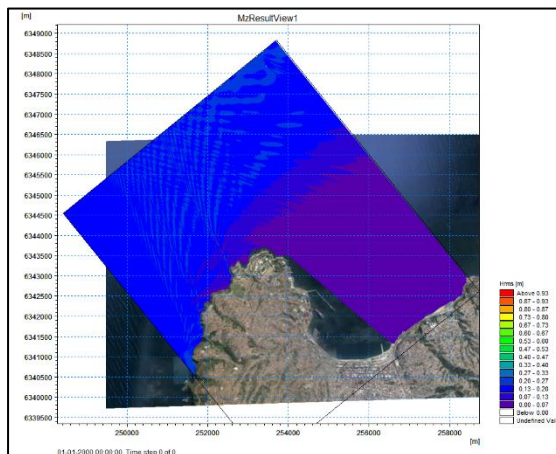 [m]
MzResultView1
6349000
6348500
6348000
6347500
6347000
6346500
6346000
6345500
6345000
6344500
6344000
6343500
6343000
6342500
6342000
6341500
6341000
6340500
6340000
6339500
250000 252000 254000 256000 258000
[m]
Hrms [m]
Above 0.93
0.87 - 0.93
0.80 - 0.87
0.73 - 0.80
0.67 - 0.73
0.60 - 0.67
0.53 - 0.60
0.47 - 0.53
0.40 - 0.47
0.33 - 0.40
0.27 - 0.33
0.20 - 0.27
0.13 - 0.20
0.07 - 0.13
0.00 - 0.07
Below 0.00
Undefined Val
01-01-2000 00:00:00 Time step 0 of 0